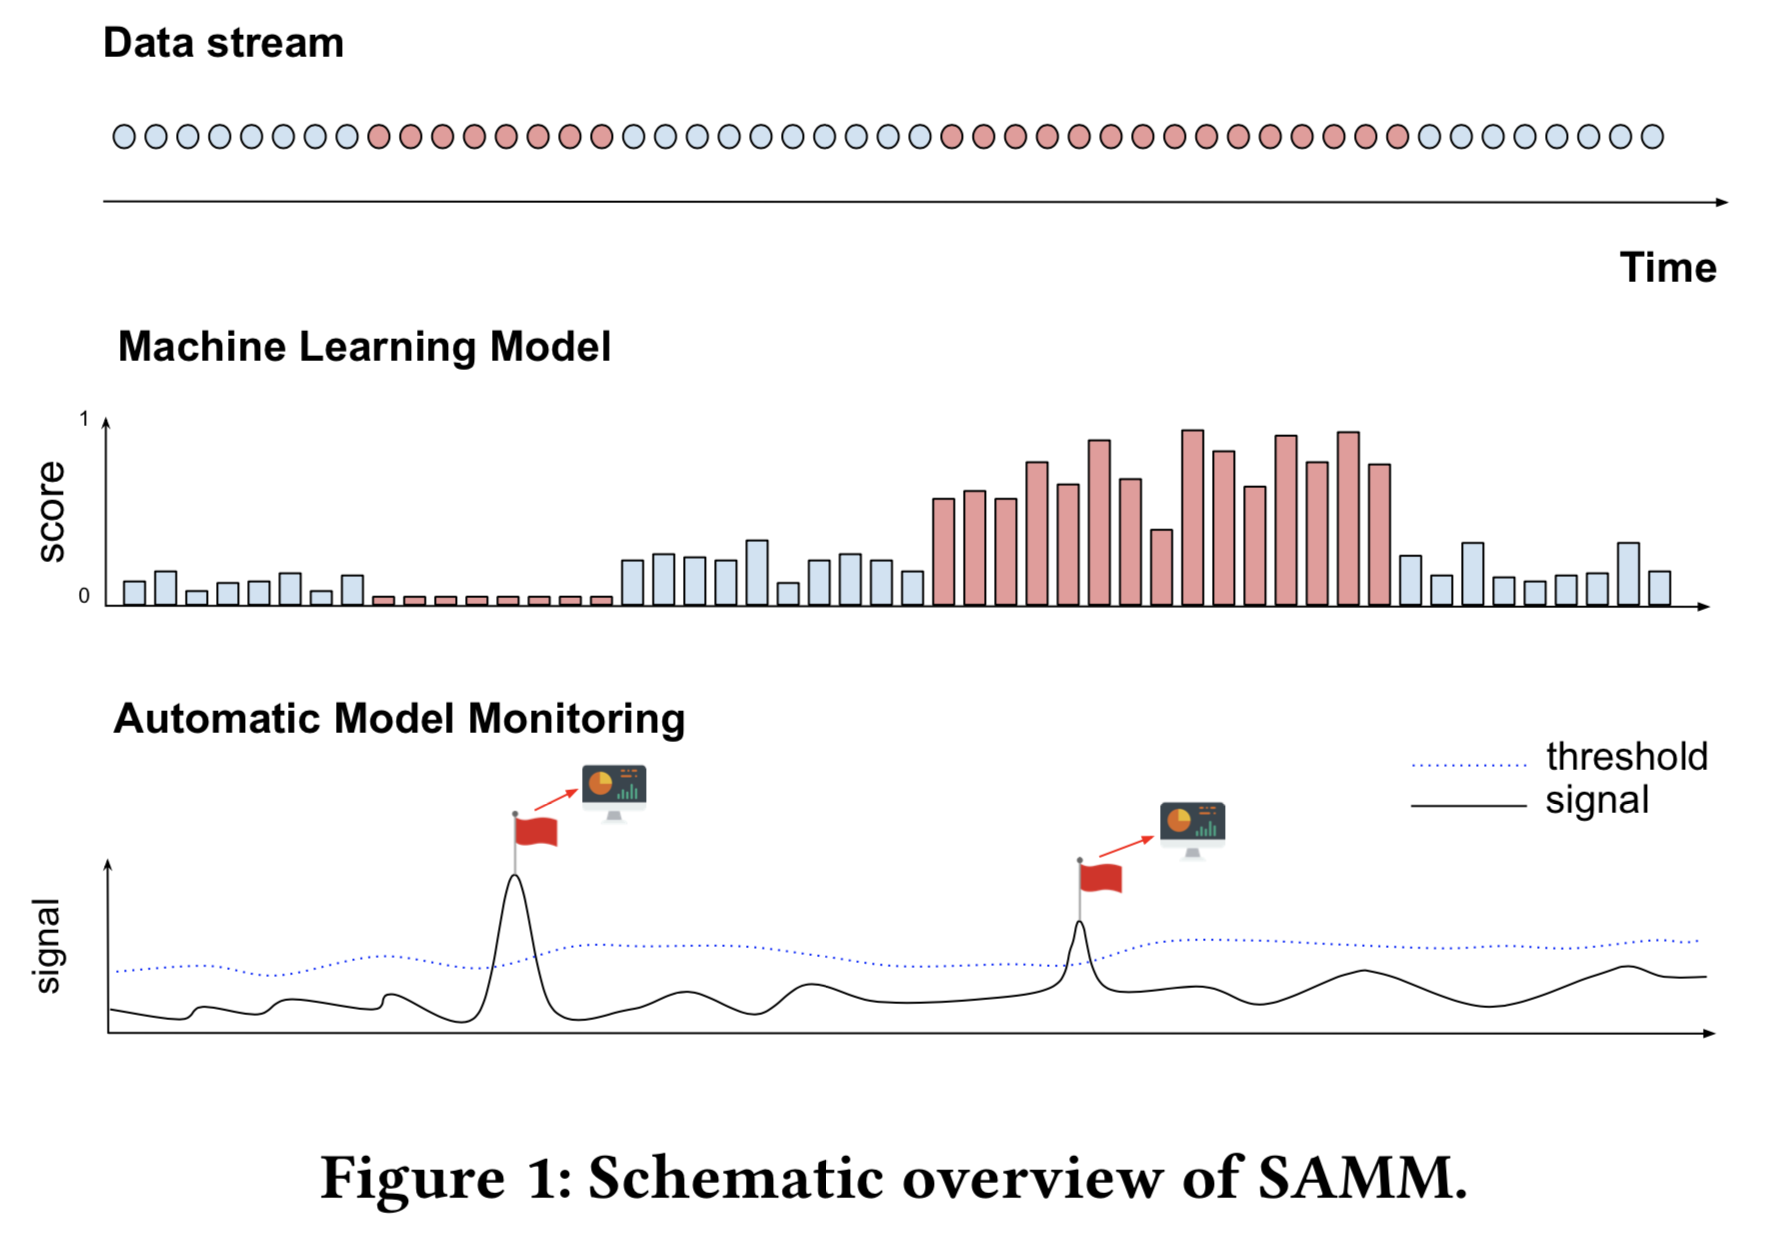 Data stream
Time
Machine Learning Model
1
score
0
Automatic Model Monitoring
threshold
signal
signal
Figure 1: Schematic overview of SAMM.